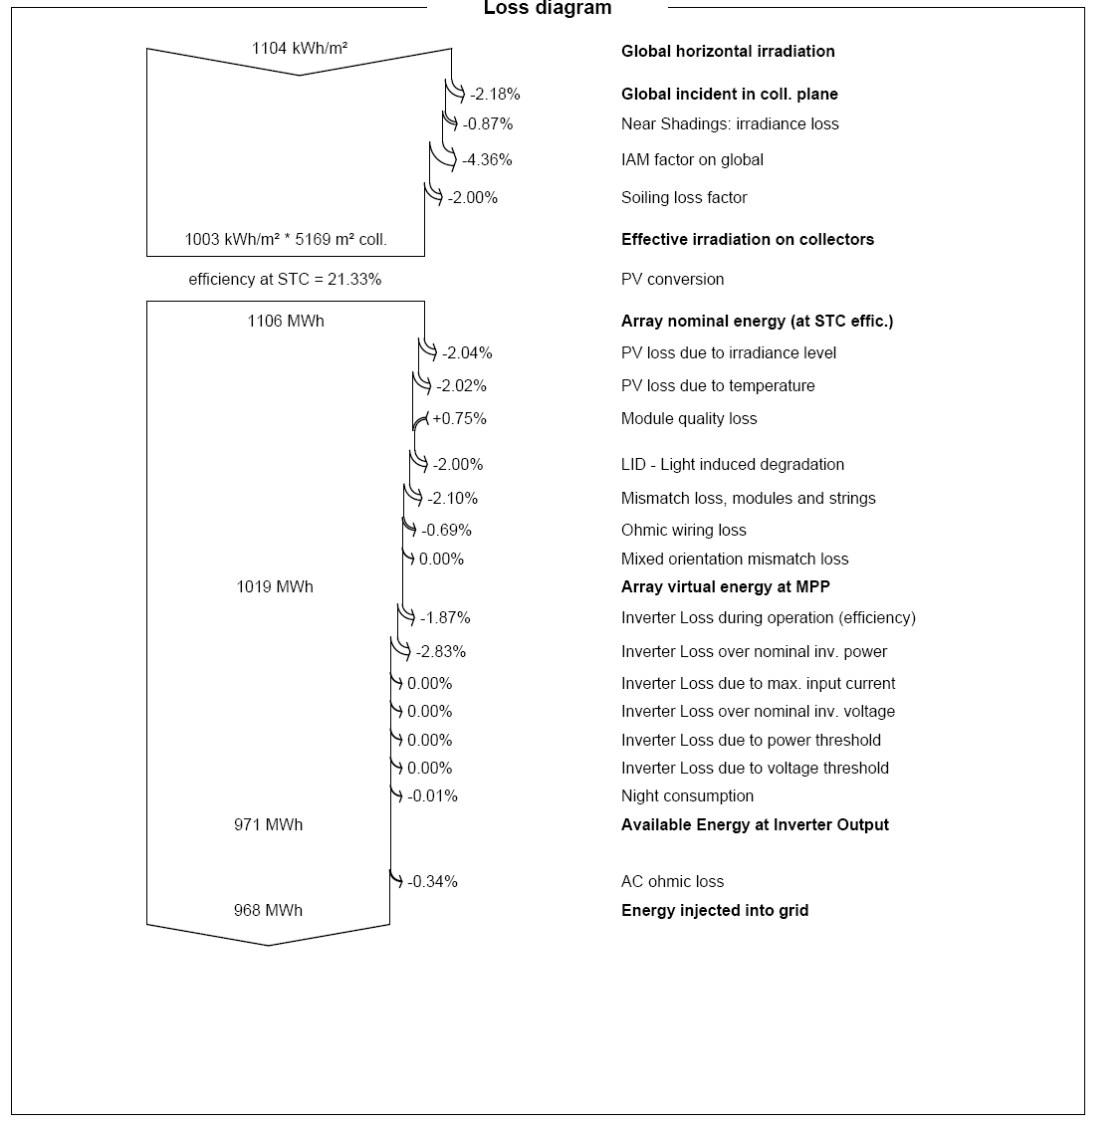 Loss diagram
1104 kWh/m² Global horizontal irradiation
-2.18% Global incident in coll. plane
-0.87% Near Shadings: irradiance loss
-4.36% IAM factor on global
-2.00% Soiling loss factor
1003 kWh/m² * 5169 m² coll. Effective irradiation on collectors
efficiency at STC = 21.33% PV conversion
1106 MWh Array nominal energy (at STC effic.)
-2.04% PV loss due to irradiance level
-2.02% PV loss due to temperature
+0.75% Module quality loss
-2.00% LID - Light induced degradation
-2.10% Mismatch loss, modules and strings
-0.69% Ohmic wiring loss
0.00% Mixed orientation mismatch loss
1019 MWh Array virtual energy at MPP
-1.87% Inverter Loss during operation (efficiency)
-2.83% Inverter Loss over nominal inv. power
0.00% Inverter Loss due to max. input current
0.00% Inverter Loss over nominal inv. voltage
0.00% Inverter Loss due to power threshold
0.00% Inverter Loss due to voltage threshold
-0.01% Night consumption
971 MWh Available Energy at Inverter Output
-0.34% AC ohmic loss
968 MWh Energy injected into grid